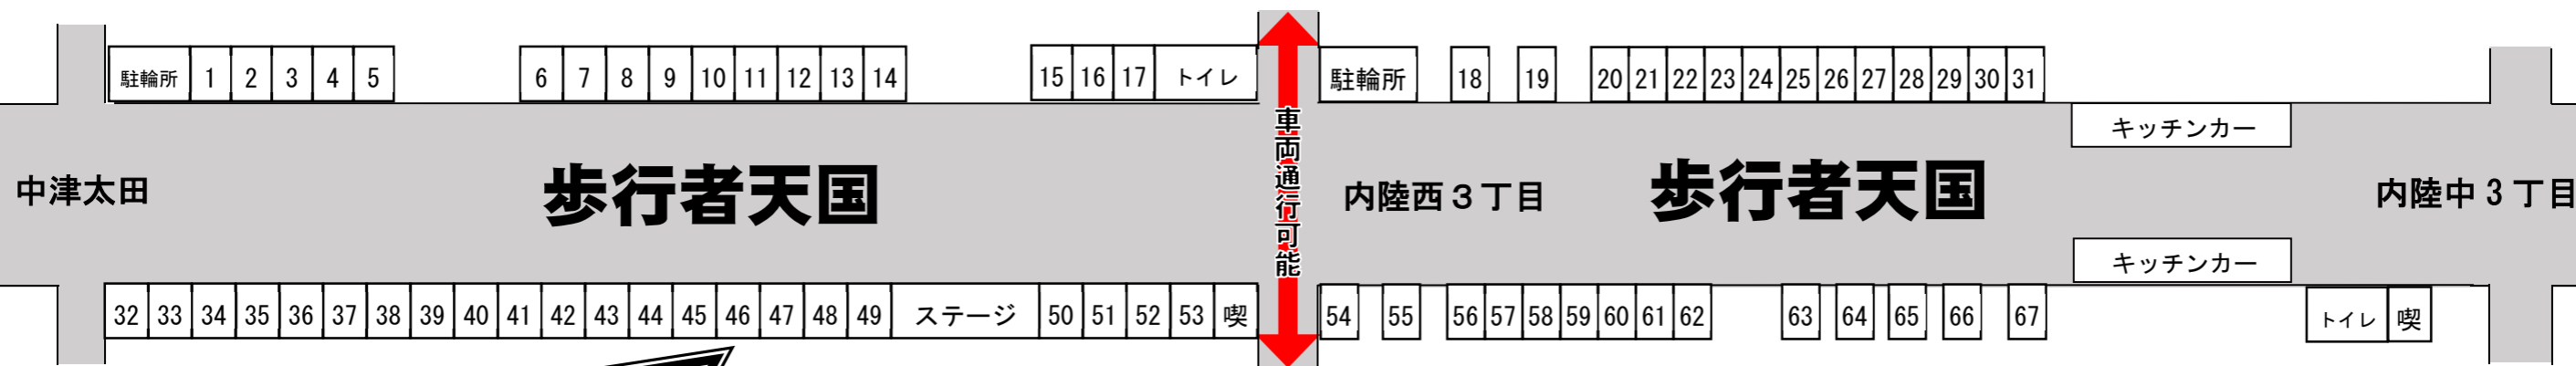 駐輪所 1 2 3 4 5 6 7 8 9 10 11 12 13 14 15 16 17 トイレ 駐輪所 18 19 20 21 22 23 24 25 26 27 28 29 30 31
キッチンカー
車両通行可能
中津太田 歩行者天国 内陸西３丁目 歩行者天国 内陸中３丁目
キッチンカー
32 33 34 35 36 37 38 39 40 41 42 43 44 45 46 47 48 49 ステージ 50 51 52 53 喫 54 55 56 57 58 59 60 61 62 63 64 65 66 67 トイレ 喫